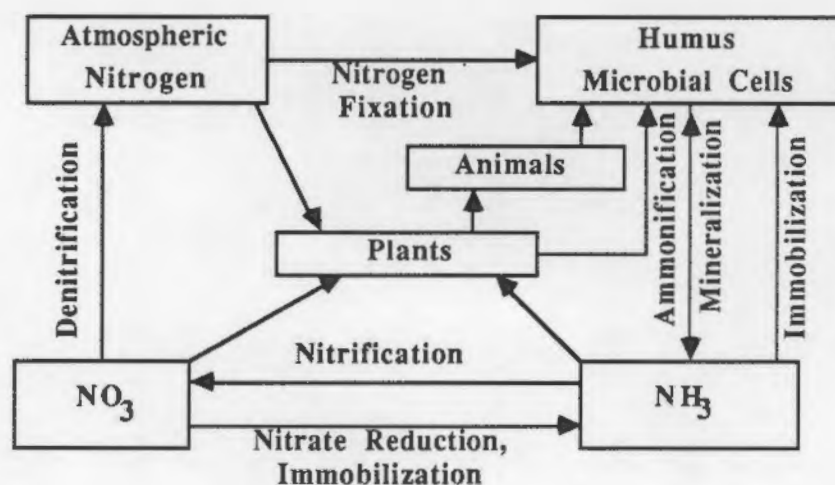 Atmospheric
Nitrogen
Nitrogen
Fixation
Humus
Microbial Cells
Animals
Plants
Denitrification
Ammonification
Mineralization
Immobilization
Nitrification
NO3
NH3
Nitrate Reduction,
Immobilization